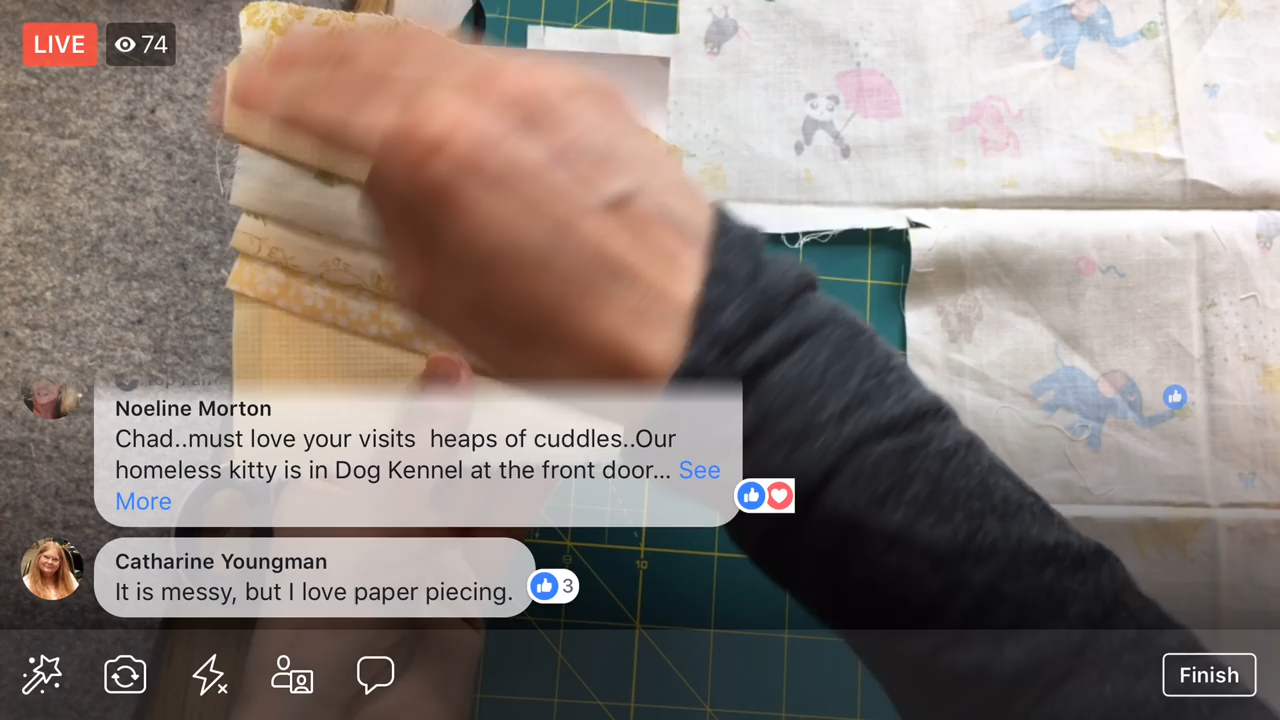 LIVE
74
Noeline Morton
Chad..must love your visits heaps of cuddles..Our
homeless kitty is in Dog Kennel at the front door... See
More
Catharine Youngman
It is messy, but I love paper piecing.
3
10
Finish